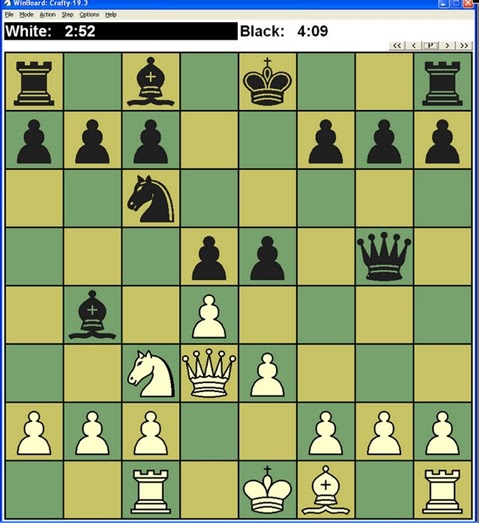 WinBoard: Crafty-19.3
File Mode Action Step Options Help
White: 2:52 Black: 4:09
<< < P > >>